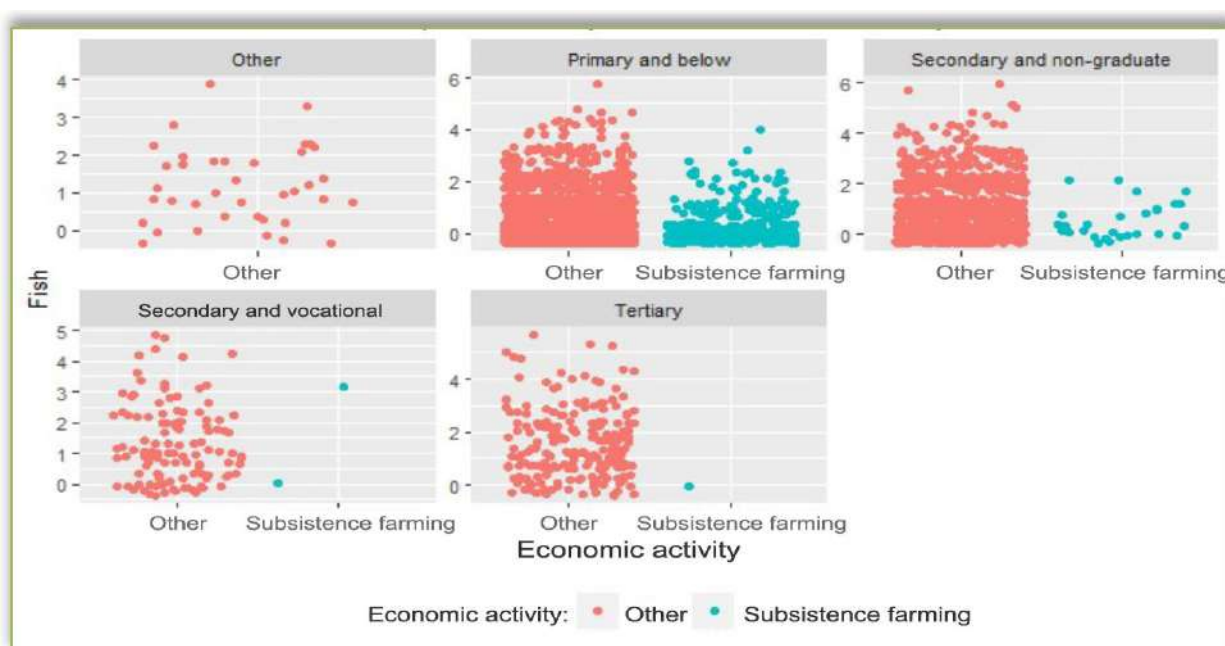 Other
Primary and below
Secondary and non-graduate
4
3
2
1
0
6
4
2
0
6
4
2
0
Other
Other
Subsistence farming
Other
Subsistence farming
Fish
Secondary and vocational
Tertiary
5
4
3
2
1
0
4
2
0
Other
Subsistence farming
Other
Subsistence farming
Economic activity
Economic activity: Other Subsistence farming